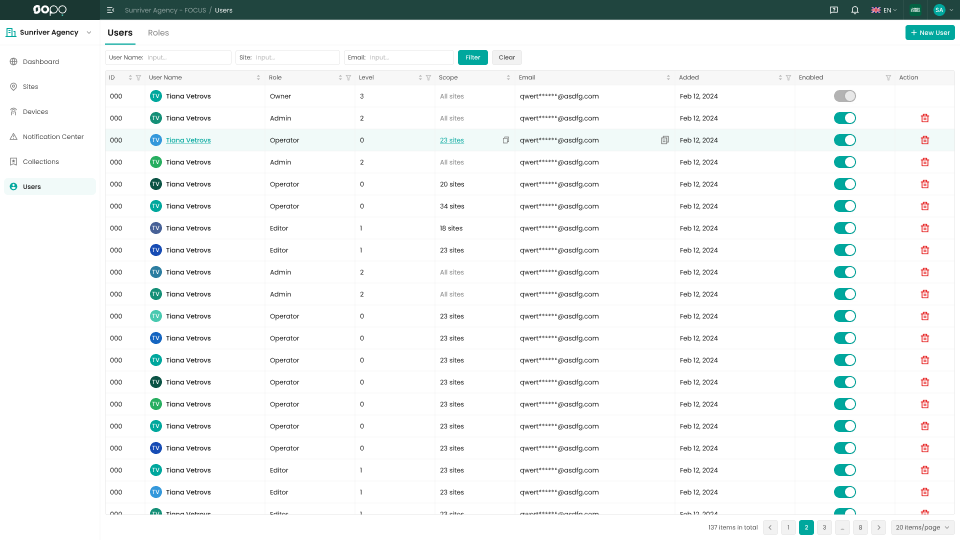 GOPO
Sunriver Agency - FOCUS / Users
EN
SA
Sunriver Agency
Dashboard
Sites
Devices
Notification Center
Collections
Users
Users Roles
New User
User Name: Input... Site: Input... Email: Input... Filter Clear
ID User Name Role Level Scope Email Added Enabled Action
000 TV Tiana Vetrovs Owner 3 All sites qwert******@asdfg.com Feb 12, 2024
000 TV Tiana Vetrovs Admin 2 All sites qwert******@asdfg.com Feb 12, 2024
000 TV Tiana Vetrovs Operator 0 23 sites qwert******@asdfg.com Feb 12, 2024
000 TV Tiana Vetrovs Admin 2 All sites qwert******@asdfg.com Feb 12, 2024
000 TV Tiana Vetrovs Operator 0 20 sites qwert******@asdfg.com Feb 12, 2024
000 TV Tiana Vetrovs Operator 0 34 sites qwert******@asdfg.com Feb 12, 2024
000 TV Tiana Vetrovs Editor 1 18 sites qwert******@asdfg.com Feb 12, 2024
000 TV Tiana Vetrovs Editor 1 23 sites qwert******@asdfg.com Feb 12, 2024
000 TV Tiana Vetrovs Admin 2 All sites qwert******@asdfg.com Feb 12, 2024
000 TV Tiana Vetrovs Admin 2 All sites qwert******@asdfg.com Feb 12, 2024
000 TV Tiana Vetrovs Operator 0 23 sites qwert******@asdfg.com Feb 12, 2024
000 TV Tiana Vetrovs Operator 0 23 sites qwert******@asdfg.com Feb 12, 2024
000 TV Tiana Vetrovs Operator 0 23 sites qwert******@asdfg.com Feb 12, 2024
000 TV Tiana Vetrovs Operator 0 23 sites qwert******@asdfg.com Feb 12, 2024
000 TV Tiana Vetrovs Operator 0 23 sites qwert******@asdfg.com Feb 12, 2024
000 TV Tiana Vetrovs Operator 0 23 sites qwert******@asdfg.com Feb 12, 2024
000 TV Tiana Vetrovs Operator 0 23 sites qwert******@asdfg.com Feb 12, 2024
000 TV Tiana Vetrovs Editor 1 23 sites qwert******@asdfg.com Feb 12, 2024
000 TV Tiana Vetrovs Editor 1 23 sites qwert******@asdfg.com Feb 12, 2024
000 TV Tiana Vetrovs Editor 1 23 sites qwert******@asdfg.com Feb 12, 2024
137 items in total 1 2 3 ... 8 20 items/page